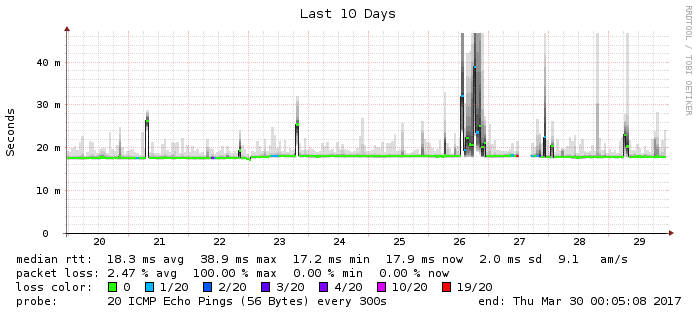 Last 10 Days
RRDTOOL / TOBI OETIKER
Seconds
40 m
30 m
20 m
10 m
0
20 21 22 23 24 25 26 27 28 29
median rtt: 18.3 ms avg 38.9 ms max 17.2 ms min 17.9 ms now 2.0 ms sd 9.1 am/s
packet loss: 2.47 % avg 100.00 % max 0.00 % min 0.00 % now
loss color: 0 1/20 2/20 3/20 4/20 10/20 19/20
probe: 20 ICMP Echo Pings (56 Bytes) every 300s end: Thu Mar 30 00:05:08 2017